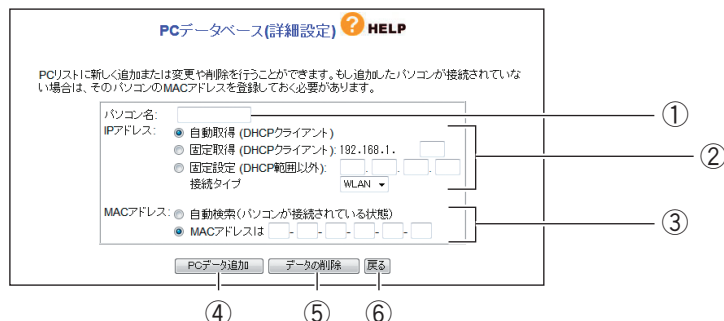 PCデータベース(詳細設定) ? HELP
PCリストに新しく追加または変更や削除を行うことができます。もし追加したパソコンが接続されていな
い場合は、そのパソコンのMACアドレスを登録しておく必要があります。
パソコン名: ①
IPアドレス: 自動取得 (DHCPクライアント)
固定取得 (DHCPクライアント): 192.168.1.
固定設定 (DHCP範囲以外): . . .
②
接続タイプ WLAN
MACアドレス: 自動検索(パソコンが接続されている状態)
③
MACアドレスは - - - - -
PCデータ追加 データの削除 戻る
④ ⑤ ⑥